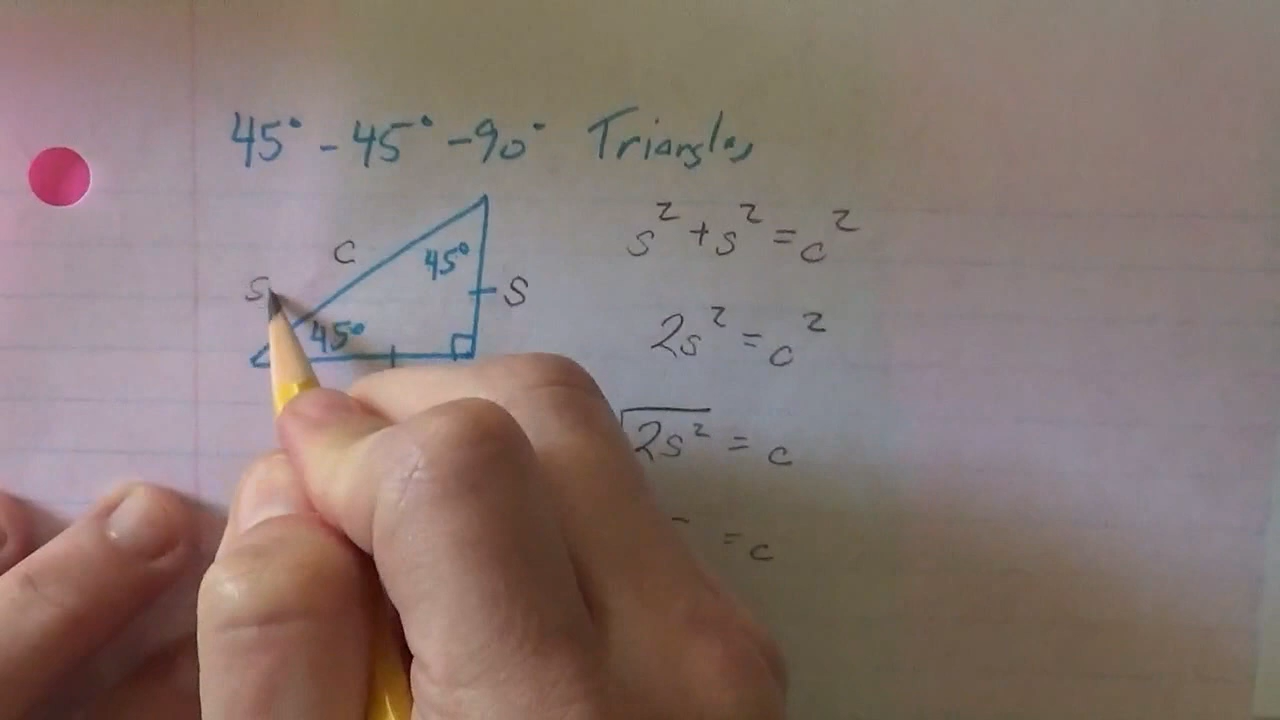 45° - 45° - 90° Triangles
s² + s² = c²
c
45°
s
s
45°
2s² = c²
√2s² = c
= c